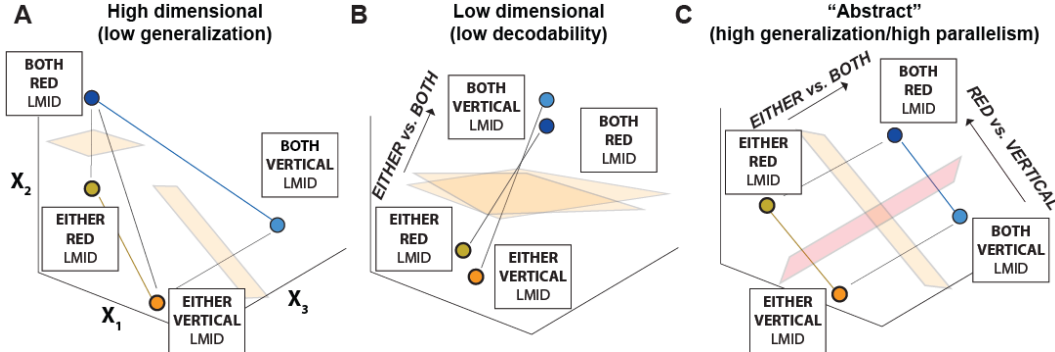 A
High dimensional
(low generalization)
BOTH
RED
LMID
X2
EITHER
RED
LMID
BOTH
VERTICAL
LMID
X1
EITHER
VERTICAL
LMID
X3
B
Low dimensional
(low decodability)
EITHER vs. BOTH
BOTH
VERTICAL
LMID
BOTH
RED
LMID
EITHER
RED
LMID
EITHER
VERTICAL
LMID
C
“Abstract”
(high generalization/high parallelism)
EITHER vs. BOTH
BOTH
RED
LMID
RED vs. VERTICAL
EITHER
RED
LMID
BOTH
VERTICAL
LMID
EITHER
VERTICAL
LMID